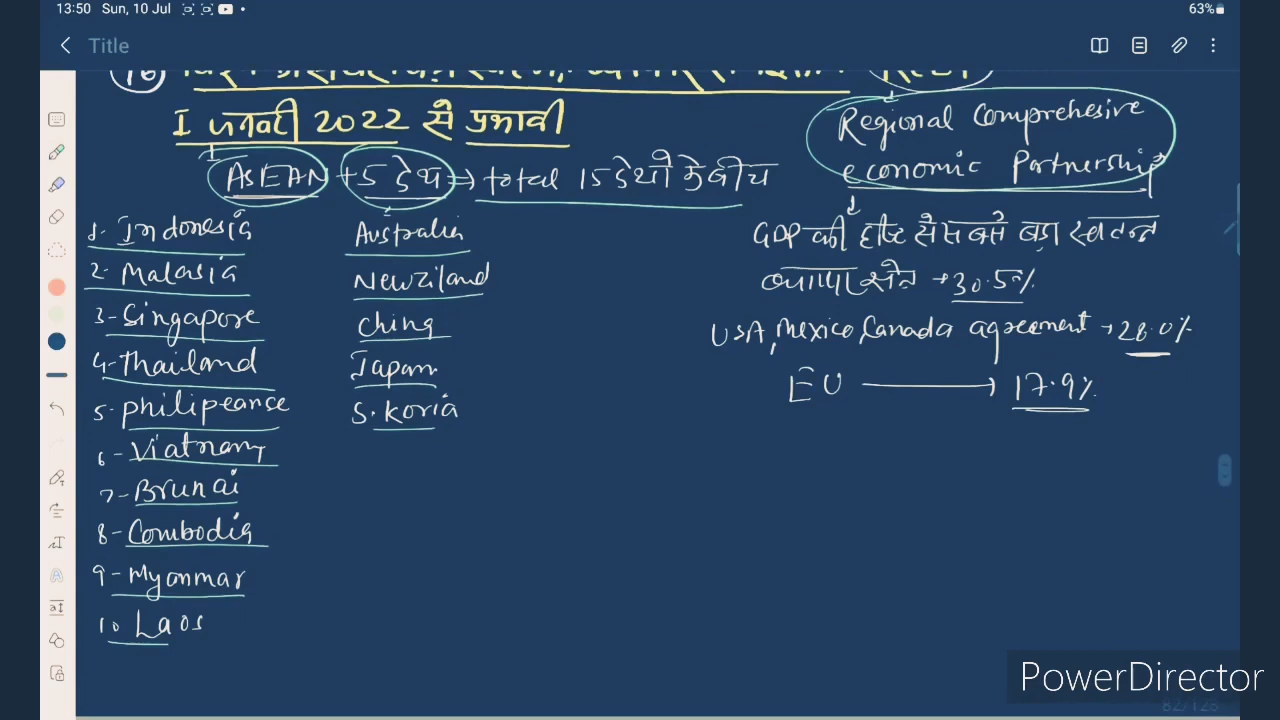 13:50 Sun, 10 Jul
63%
Title
(16)
1 जनवरी 2022 से प्रभावी
Regional Comprehesive
economic Partnership
ASEAN + 5 देश → total 15 देशों के बीच
1- Indonesia
2- Malasia
3- Singapore
4- Thailand
5- philipeance
6- Viatnam
7- Brunai
8- Combodia
9- Myanmar
10 Laos
Australia
Newziland
China
Japan
S. Koria
GDP की दृष्टि से सबसे बड़ा स्वतन्त्र
व्यापार क्षेत्र → 30.5%
USA, Mexico, Canada agreement → 28.0%
EU → 17.9%
PowerDirector
82/128